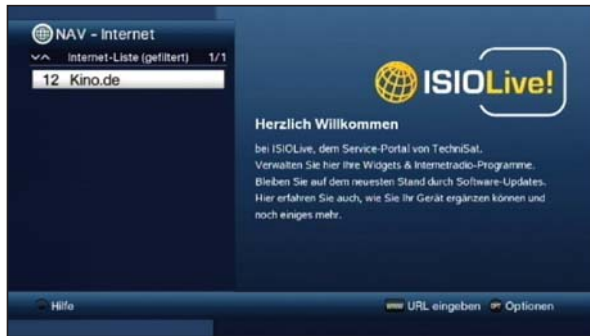 NAV - Internet
Internet-Liste (gefiltert) 1/1
12 Kino.de
ISIOLive!
Herzlich Willkommen
bei ISIOLive, dem Service-Portal von TechniSat.
Verwalten Sie hier Ihre Widgets & Internetradio-Programme.
Bleiben Sie auf dem neuesten Stand durch Software-Updates.
Hier erfahren Sie auch, wie Sie Ihr Gerät ergänzen können und
noch einiges mehr.
Hilfe
URL eingeben
Optionen